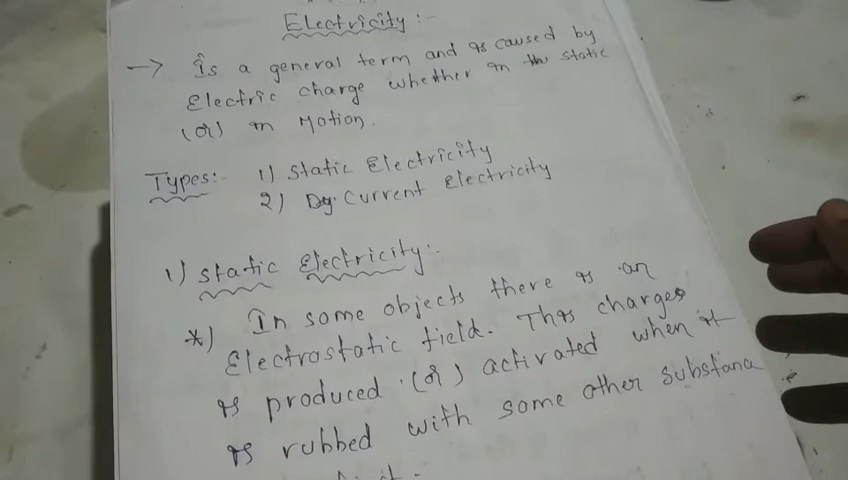 Electricity :-
→ Is a general term and is caused by
Electric charge whether in the static
(or) in Motion.
Types:- 1) Static Electricity
2) Dy. Current Electricity
1) Static Electricity:-
*) In some objects there is an
Electrostatic field. This charges
is produced (or) activated when it
is rubbed with some other substance